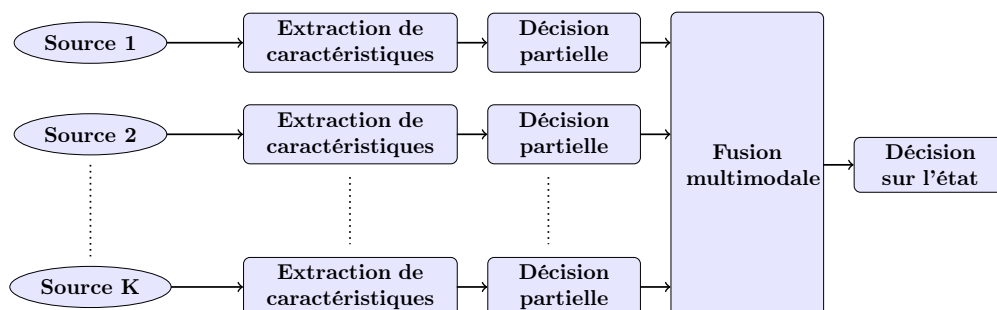 Source 1
Extraction de
caractéristiques
Décision
partielle
Source 2
Extraction de
caractéristiques
Décision
partielle
Fusion
multimodale
Décision
sur l'état
Source K
Extraction de
caractéristiques
Décision
partielle